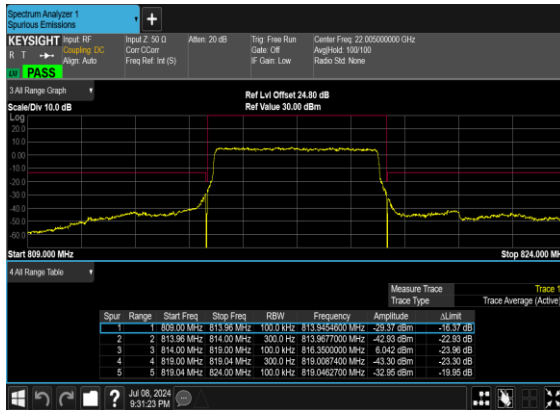 Spectrum Analyzer 1
Spurious Emissions
+
KEYSIGHT Input: RF Input Z: 50 Ω Atten: 20 dB Trig: Free Run Center Freq: 22.005000000 GHz
R T Coupling: DC Corr CCorr Gate: Off Avg|Hold: 100/100
Align: Auto Freq Ref: Int (S) IF Gain: Low Radio Std: None
PASS
3 All Range Graph
Ref Lvl Offset 24.80 dB
Scale/Div 10.0 dB Ref Value 30.00 dBm
Log
20.0
10.0
0.00
-10.0
-20.0
-30.0
-40.0
-50.0
-60.0
Start 809.000 MHz Stop 824.000 MH
4 All Range Table
Measure Trace Trace 1
Trace Type Trace Average (Active)
Spur Range Start Freq Stop Freq RBW Frequency Amplitude ΔLimit
1 1 809.00 MHz 813.96 MHz 100.0 kHz 813.9454600 MHz -29.37 dBm -16.37 dB
2 2 813.96 MHz 814.00 MHz 300.0 Hz 813.9677000 MHz -42.93 dBm -22.93 dB
3 3 814.00 MHz 819.00 MHz 100.0 kHz 816.3500000 MHz 6.042 dBm -23.96 dB
4 4 819.00 MHz 819.04 MHz 300.0 Hz 819.0087400 MHz -43.30 dBm -23.30 dB
5 5 819.04 MHz 824.00 MHz 100.0 kHz 819.0462700 MHz -32.95 dBm -19.95 dB
? Jul 08, 2024
9:31:23 PM